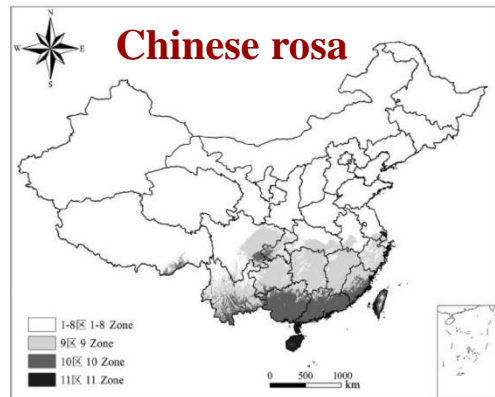 Chinese rosa
N
W
E
S
1-8区 1-8 Zone
9区 9 Zone
10区 10 Zone
11区 11 Zone
0 500 1000
km